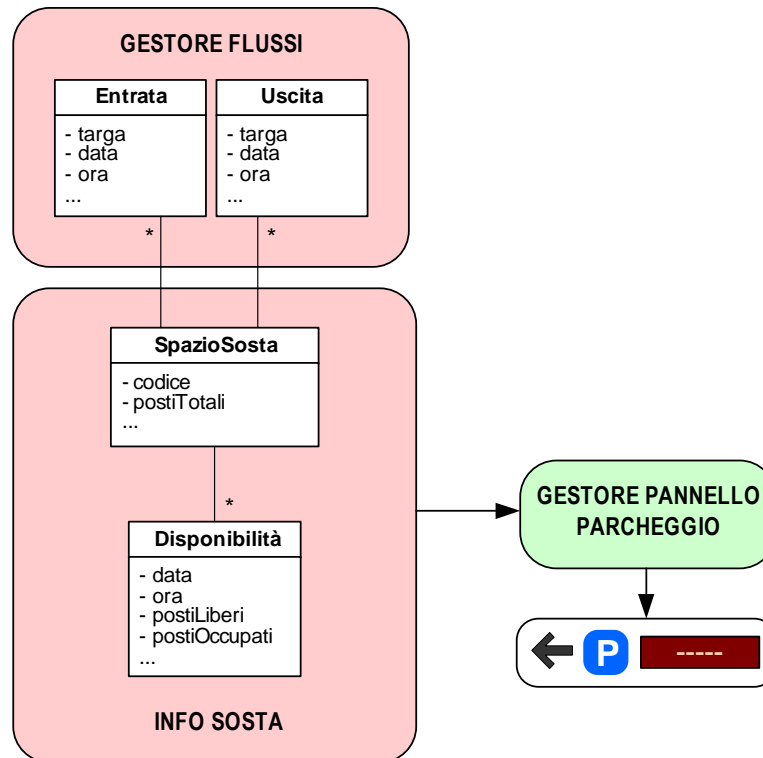 GESTORE FLUSSI
Entrata
- targa
- data
- ora
...
*
Uscita
- targa
- data
- ora
...
*
SpazioSosta
- codice
- postiTotali
...
*
Disponibilità
- data
- ora
- postiLiberi
- postiOccupati
...
INFO SOSTA
GESTORE PANNELLO
PARCHEGGIO
P
-----